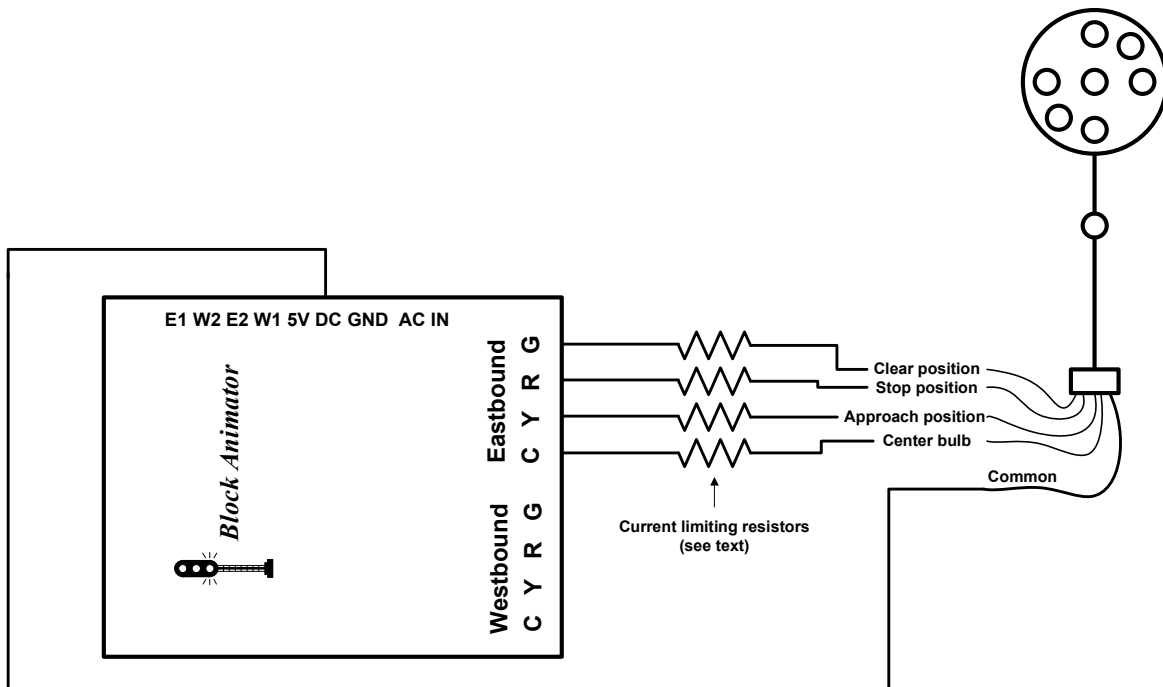 E1 W2 E2 W1 5V DC GND AC IN
Block Animator
Eastbound
C Y R G
Westbound
C Y R G
Clear position
Stop position
Approach position
Center bulb
Common
Current limiting resistors
(see text)